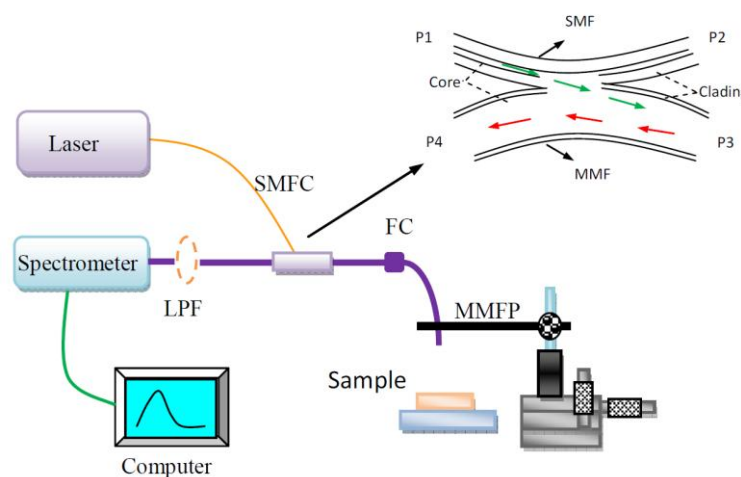 SMF
P1
P2
Core
Cladin
P4
P3
MMF
Laser
SMFC
FC
Spectrometer
LPF
MMFP
Sample
Computer